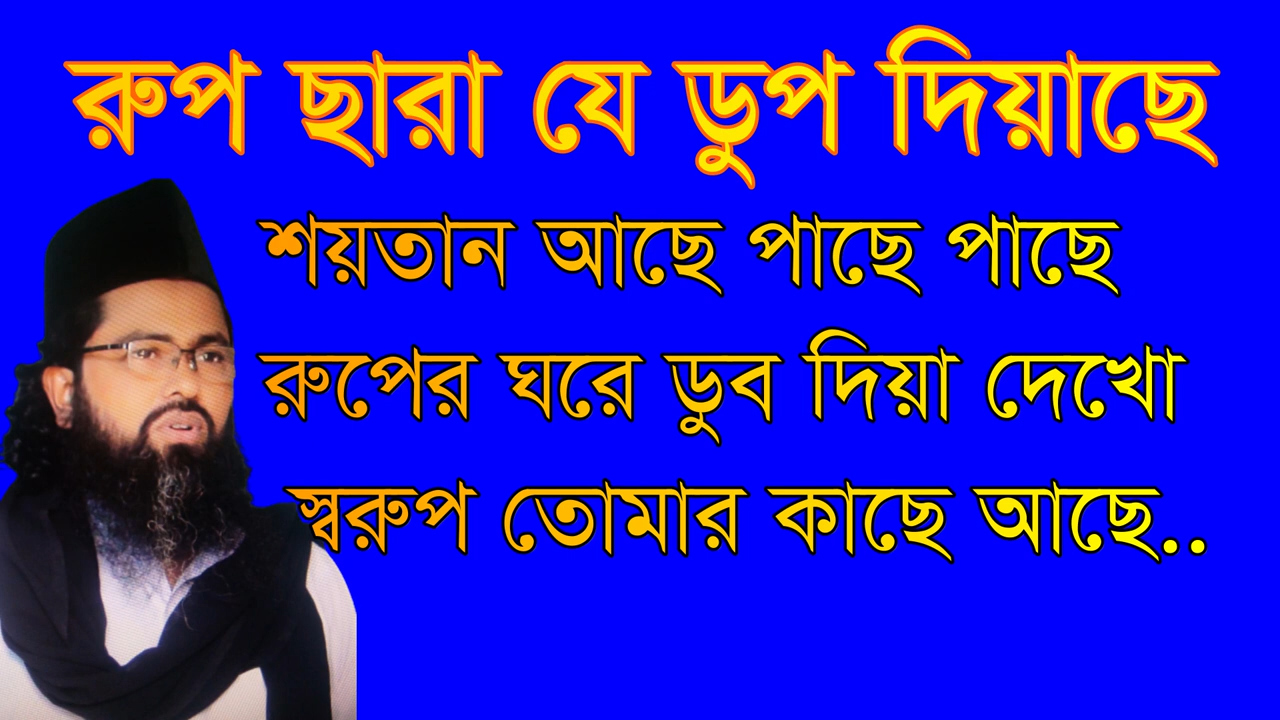 রুপ ছারা যে ডুপ দিয়াছে
শয়তান আছে পাছে পাছে
রুপের ঘরে ডুব দিয়া দেখো
স্বরুপ তোমার কাছে আছে..